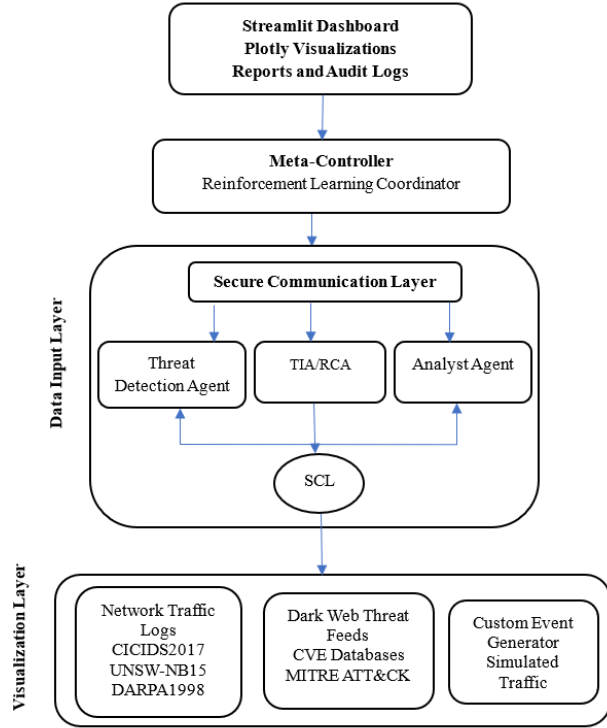 Streamlit Dashboard
Plotly Visualizations
Reports and Audit Logs
Meta-Controller
Reinforcement Learning Coordinator
Data Input Layer
Secure Communication Layer
Threat
Detection Agent
TIA/RCA
Analyst Agent
SCL
Visualization Layer
Network Traffic
Logs
CICIDS2017
UNSW-NB15
DARPA1998
Dark Web Threat
Feeds
CVE Databases
MITRE ATT&CK
Custom Event
Generator
Simulated
Traffic